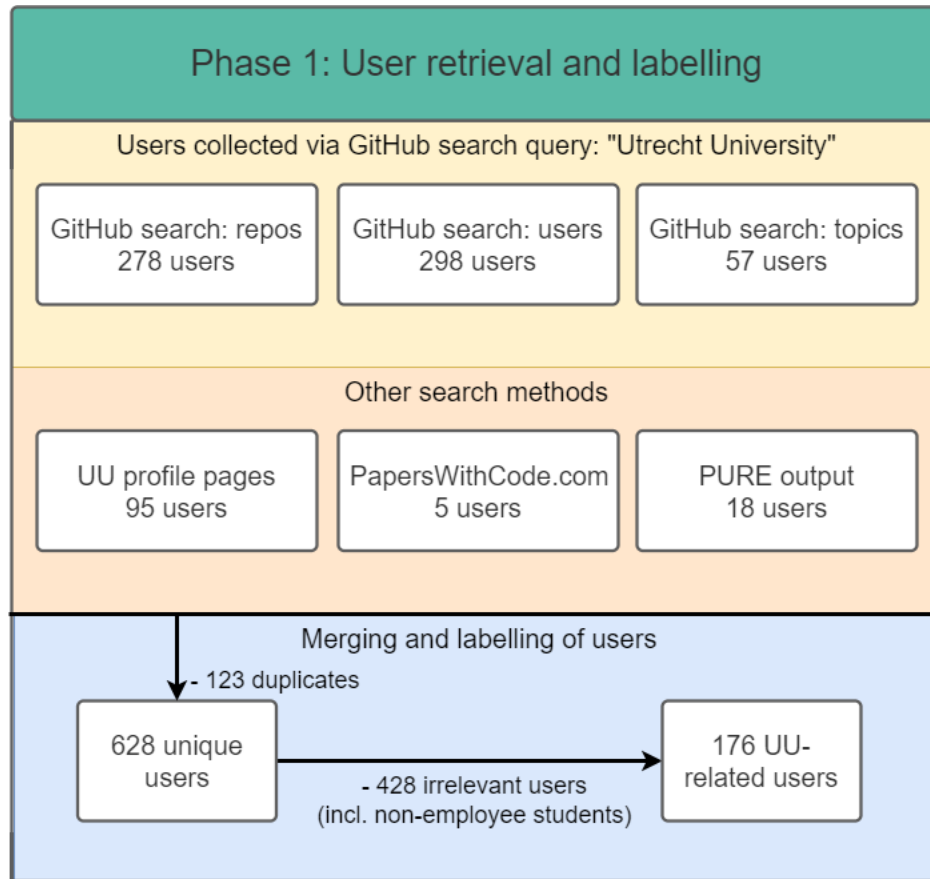 Phase 1: User retrieval and labelling
Users collected via GitHub search query: "Utrecht University"
GitHub search: repos
278 users
GitHub search: users
298 users
GitHub search: topics
57 users
Other search methods
UU profile pages
95 users
PapersWithCode.com
5 users
PURE output
18 users
Merging and labelling of users
- 123 duplicates
628 unique
users
- 428 irrelevant users
(incl. non-employee students)
176 UU-
related users